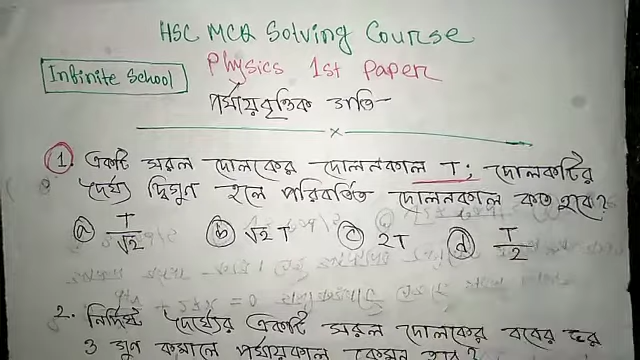 HSC MCQ Solving Course
Infinite School
Physics 1st Paper
পর্যায়বৃত্তিক গতি
1. একটি সরল দোলকের দোলনকাল T; দোলকটির
দৈর্ঘ্য দ্বিগুন হলে পরিবর্তিত দোলনকাল কত হবে?
ⓐ T/√2 ⓑ √2 T ⓒ 2T ⓓ T/2
2. নির্দিষ্ট দৈর্ঘ্যের একটি সরল দোলকের ববের ভর
৩ গুন কমালে পর্যায়কাল কেমন হবে?